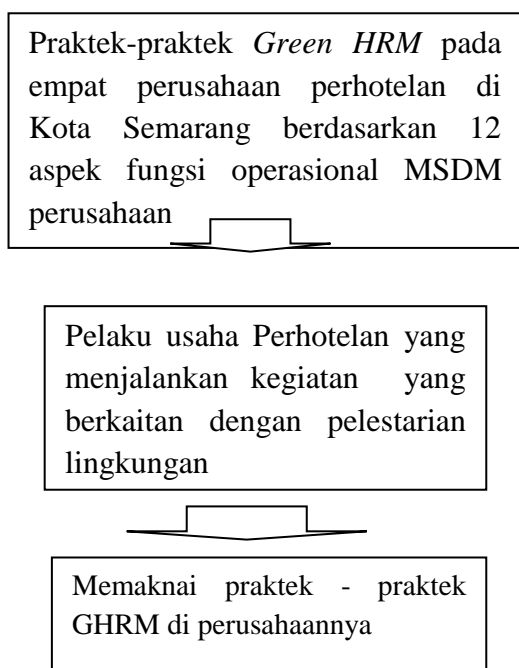 Praktek-praktek Green HRM pada
empat perusahaan perhotelan di
Kota Semarang berdasarkan 12
aspek fungsi operasional MSDM
perusahaan
Pelaku usaha Perhotelan yang
menjalankan kegiatan yang
berkaitan dengan pelestarian
lingkungan
Memaknai praktek - praktek
GHRM di perusahaannya